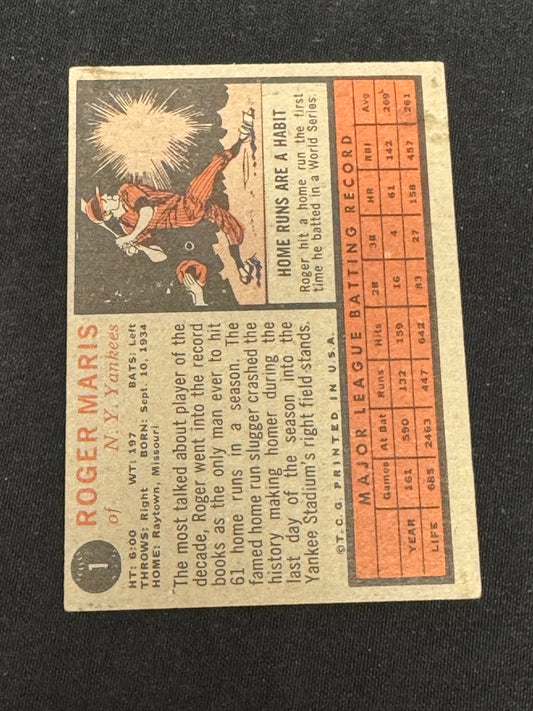 1
ROGER MARIS
of N. Y. Yankees
HT: 6:00 WT: 197 BATS: Left
THROWS: Right BORN: Sept. 10, 1934
HOME: Raytown, Missouri
The most talked about player of the
decade, Roger went into the record
books as the only man ever to hit
61 home runs in a season. The
famed home run slugger crashed the
history making homer during the
last day of the season into the
Yankee Stadium's right field stands.
©T.C.G. PRINTED IN U.S.A.
HOME RUNS ARE A HABIT
Roger hit a home run the first
time he batted in a World Series.
MAJOR LEAGUE BATTING RECORD
Games At Bat Runs Hits 2B 3B HR RBI Avg
YEAR 161 590 132 159 16 4 61 142 .269
LIFE 685 2463 447 642 83 27 158 457 .261